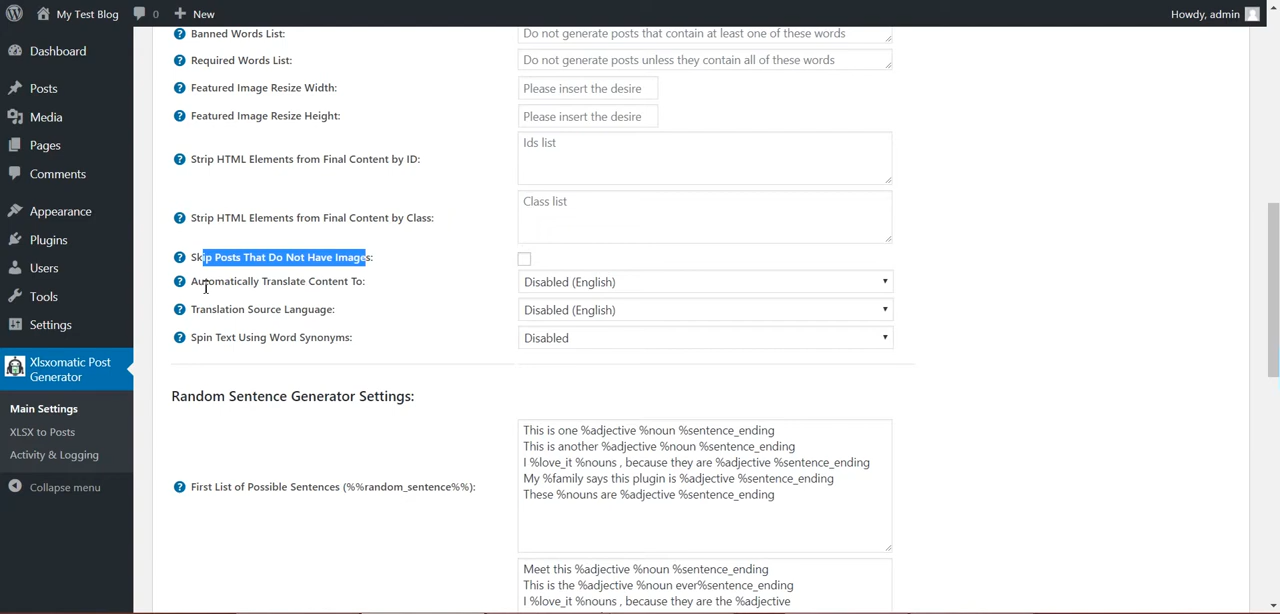 My Test Blog 0 New Howdy, admin
Dashboard
Posts
Media
Pages
Comments
Appearance
Plugins
Users
Tools
Settings
Xlsxomatic Post
Generator
Main Settings
XLSX to Posts
Activity & Logging
Collapse menu
Banned Words List: Do not generate posts that contain at least one of these words
Required Words List: Do not generate posts unless they contain all of these words
Featured Image Resize Width: Please insert the desire
Featured Image Resize Height: Please insert the desire
Strip HTML Elements from Final Content by ID: Ids list
Strip HTML Elements from Final Content by Class: Class list
Skip Posts That Do Not Have Images:
Automatically Translate Content To: Disabled (English)
Translation Source Language: Disabled (English)
Spin Text Using Word Synonyms: Disabled
Random Sentence Generator Settings:
First List of Possible Sentences (%%random_sentence%%):
This is one %adjective %noun %sentence_ending
This is another %adjective %noun %sentence_ending
I %love_it %nouns , because they are %adjective %sentence_ending
My %family says this plugin is %adjective %sentence_ending
These %nouns are %adjective %sentence_ending
Meet this %adjective %noun %sentence_ending
This is the %adjective %noun ever%sentence_ending
I %love_it %nouns , because they are the %adjective